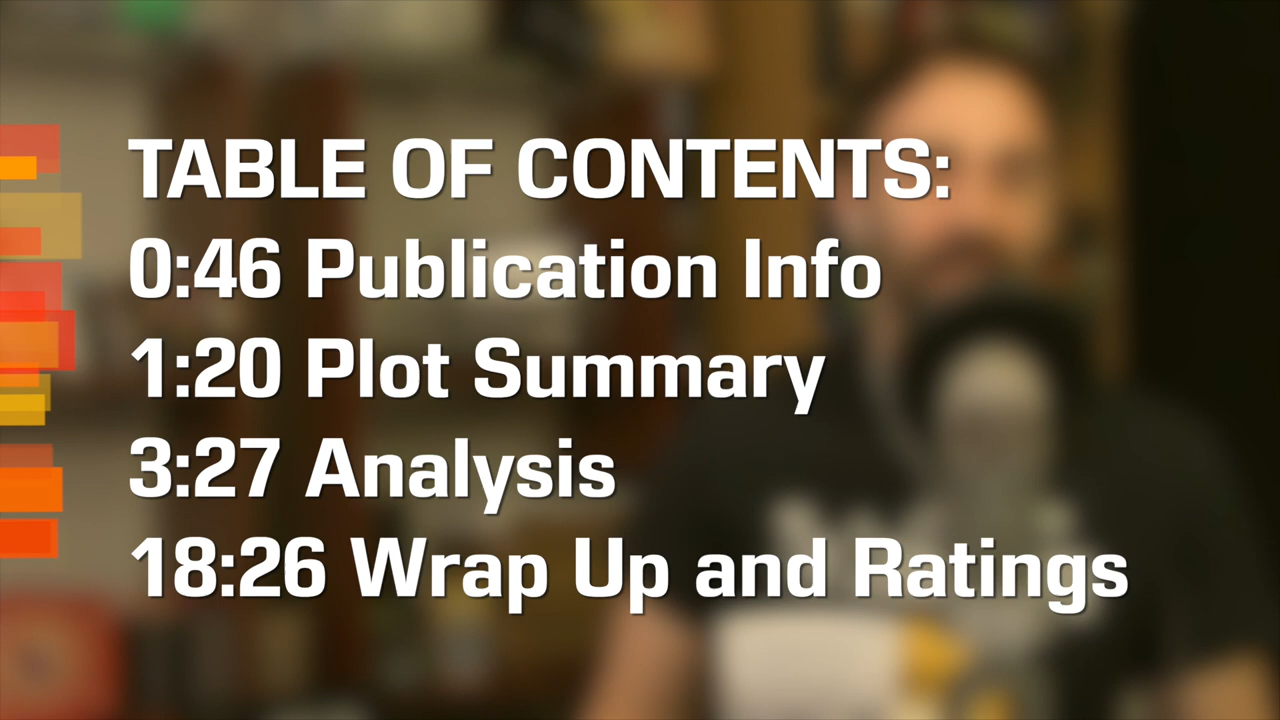 TABLE OF CONTENTS:
0:46 Publication Info
1:20 Plot Summary
3:27 Analysis
18:26 Wrap Up and Ratings